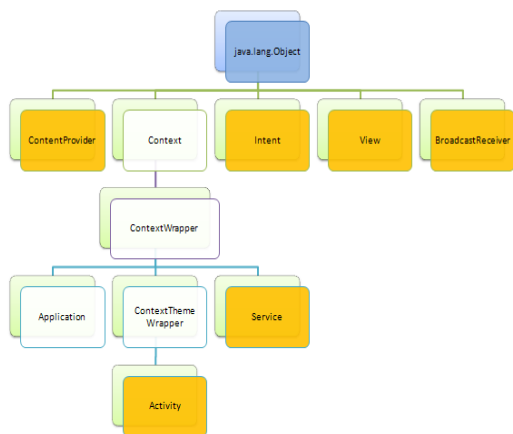 java.lang.Object
ContentProvider
Context
Intent
View
BroadcastReceiver
ContextWrapper
Application
ContextTheme
Wrapper
Service
Activity